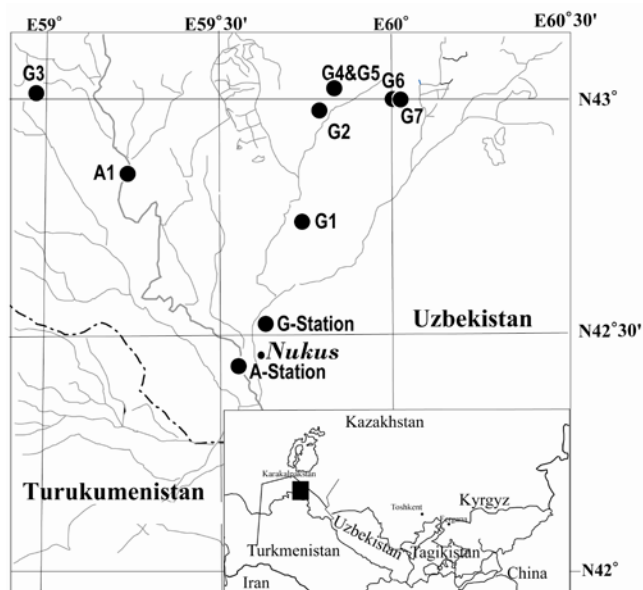 E59° E59°30' E60° E60°30'
G3
G4&G5
G6
N43°
G7
G2
A1
G1
G-Station
Uzbekistan
N42°30'
Nukus
A-Station
Kazakhstan
Karakalpakstan
Turukumenistan
Toshkent
Kyrgyz
Uzbekistan
Turkmenistan
Tagikistan
China
Iran
N42°